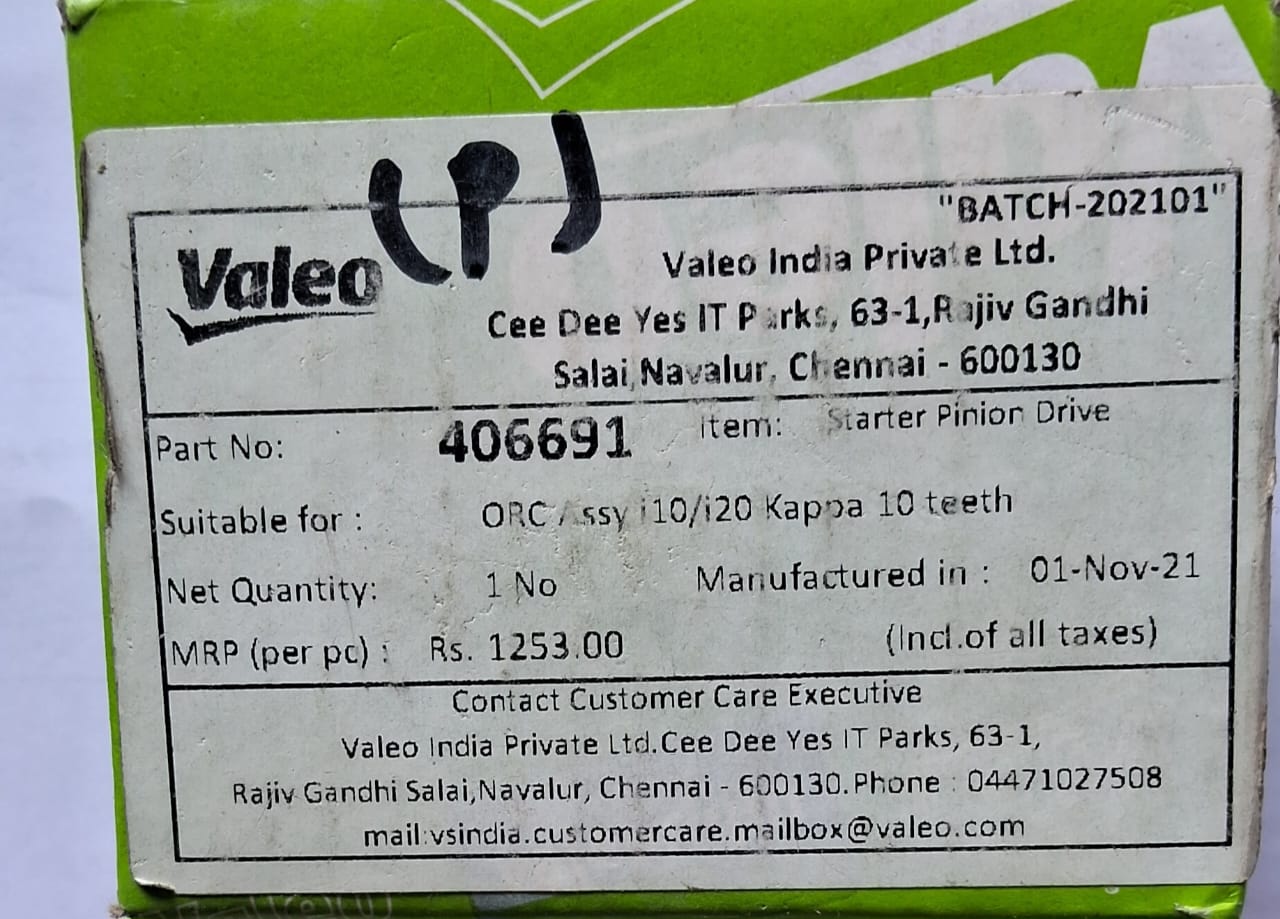 (P)
"BATCH-202101"
Valeo
Valeo India Private Ltd.
Cee Dee Yes IT Parks, 63-1,Rajiv Gandhi
Salai,Navalur, Chennai - 600130
Part No: 406691 Item: Starter Pinion Drive
Suitable for : ORC Assy i10/i20 Kappa 10 teeth
Net Quantity: 1 No Manufactured in : 01-Nov-21
MRP (per pc) : Rs. 1253.00 (Incl.of all taxes)
Contact Customer Care Executive
Valeo India Private Ltd.Cee Dee Yes IT Parks, 63-1,
Rajiv Gandhi Salai,Navalur, Chennai - 600130.Phone : 04471027508
mail:vsindia.customercare.mailbox@valeo.com